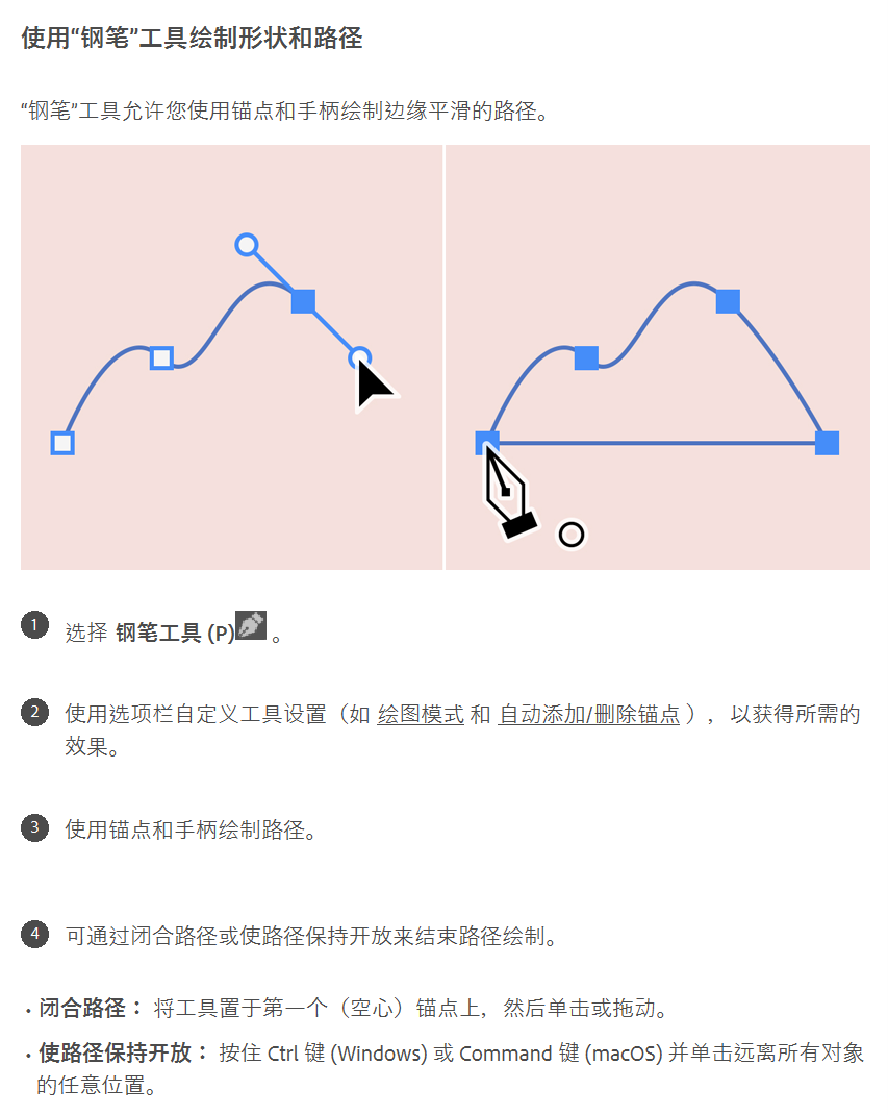 使用“钢笔”工具绘制形状和路径
“钢笔”工具允许您使用锚点和手柄绘制边缘平滑的路径。
1 选择 钢笔工具 (P) 。
2 使用选项栏自定义工具设置（如 绘图模式 和 自动添加/删除锚点 ），以获得所需的
效果。
3 使用锚点和手柄绘制路径。
4 可通过闭合路径或使路径保持开放来结束路径绘制。
• 闭合路径： 将工具置于第一个（空心）锚点上，然后单击或拖动。
• 使路径保持开放： 按住 Ctrl 键 (Windows) 或 Command 键 (macOS) 并单击远离所有对象
的任意位置。